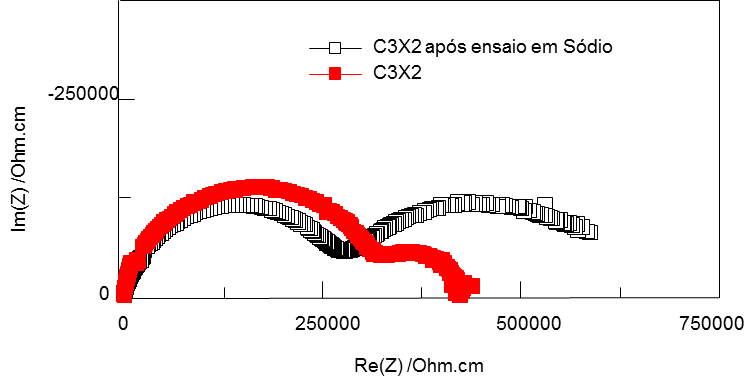 C3X2 após ensaio em Sódio
C3X2
-250000
Im(Z) /Ohm.cm
0
0 250000 500000 750000
Re(Z) /Ohm.cm